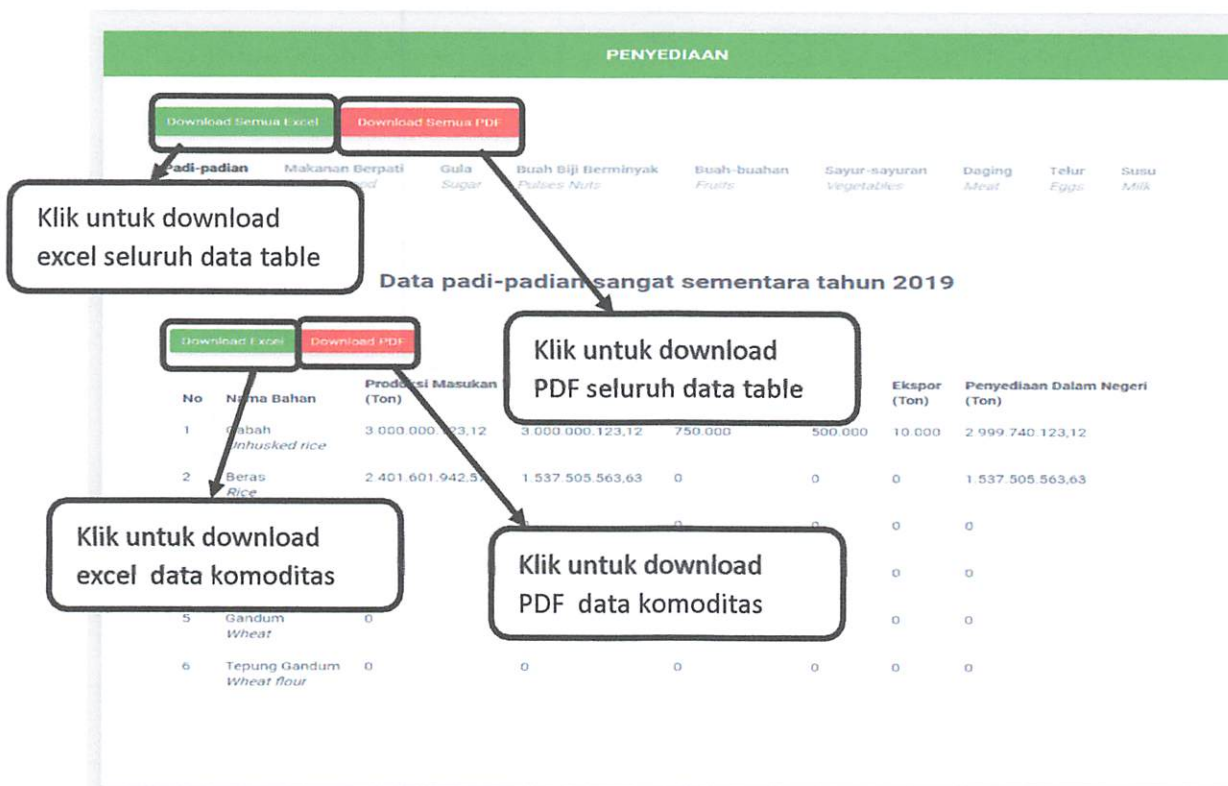 PENYEDIAAN
Download Semua Excel Download Semua PDF
Padi-padian Makanan Berpati Gula Buah Biji Berminyak Buah-buahan Sayur-sayuran Daging Telur Susu
Sugar Pulses Nuts Fruits Vegetables Meat Eggs Milk
Klik untuk download
excel seluruh data table
Data padi-padian sangat sementara tahun 2019
Download Excel Download PDF
Klik untuk download
PDF seluruh data table
No Nama Bahan Produksi Masukan Ekspor Penyediaan Dalam Negeri
(Ton) (Ton) (Ton)
1 Gabah 3.000.000.123,12 3.000.000.123,12 750.000 500.000 10.000 2.999.740.123,12
Unhusked rice
2 Beras 1.537.505.563,63 0 0 0 1.537.505.563,63
Rice
0 0
Klik untuk download
excel data komoditas
Klik untuk download
PDF data komoditas
0 0
5 Gandum 0 0 0
Wheat
6 Tepung Gandum 0 0 0 0 0 0
Wheat flour